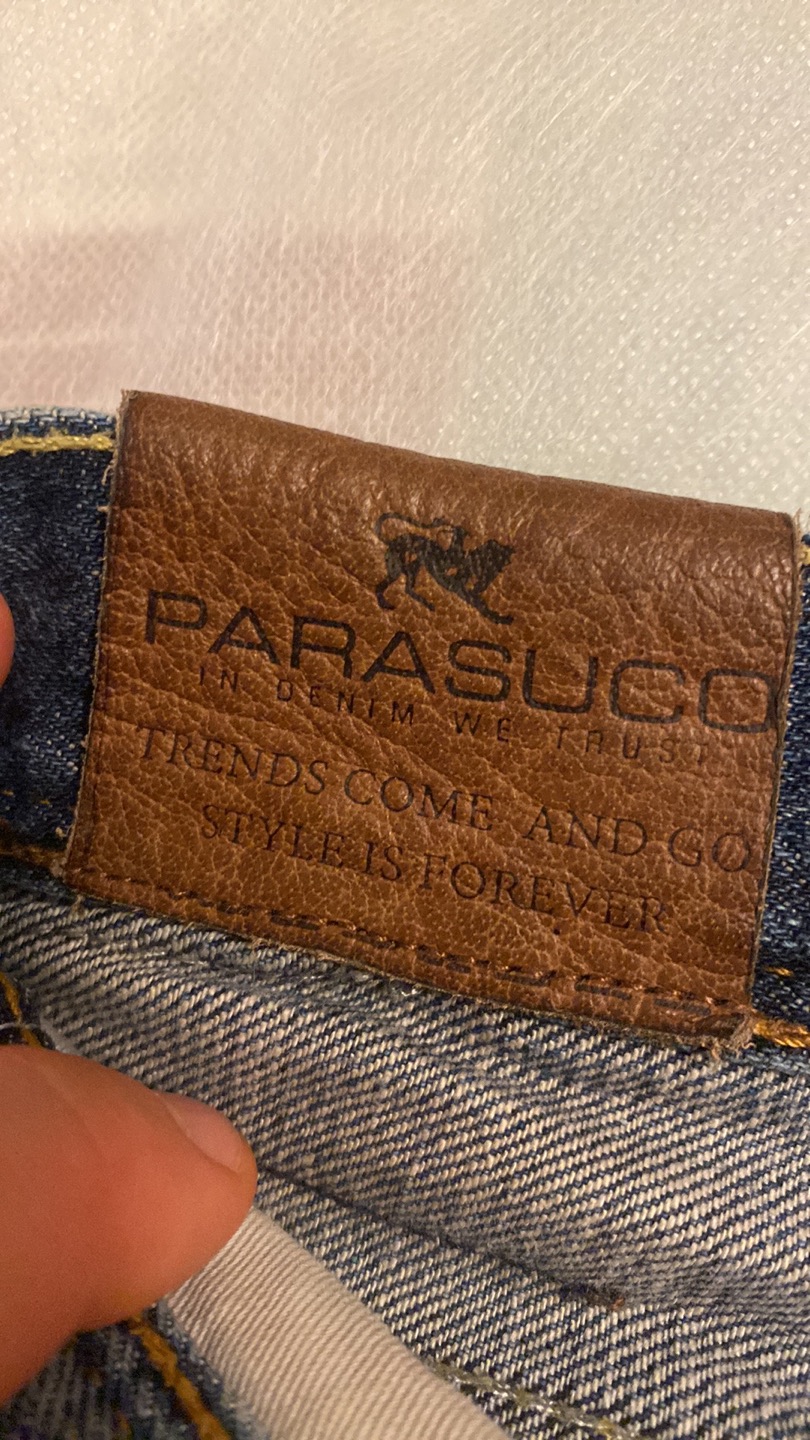 PARASUCO
IN DENIM WE TRUST
TRENDS COME AND GO
STYLE IS FOREVER